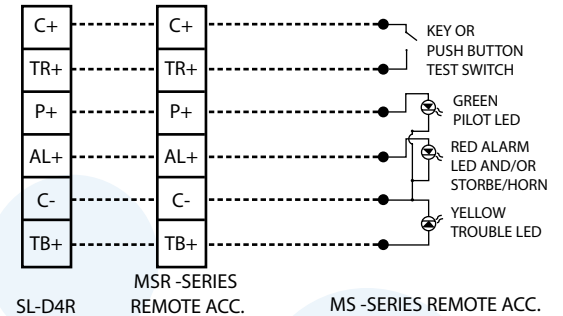 C+ C+
KEY OR
PUSH BUTTON
TEST SWITCH
TR+ TR+
P+ P+
GREEN
PILOT LED
AL+ AL+
RED ALARM
LED AND/OR
STORBE/HORN
C- C-
YELLOW
TROUBLE LED
TB+ TB+
SL-D4R
MSR -SERIES
REMOTE ACC.
MS -SERIES REMOTE ACC.